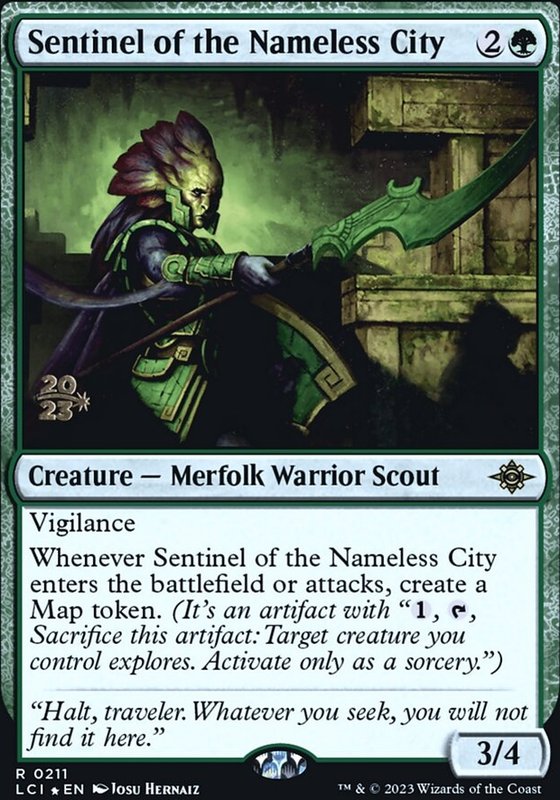 Sentinel of the Nameless City 2
20
23
Creature — Merfolk Warrior Scout
Vigilance
Whenever Sentinel of the Nameless City
enters the battlefield or attacks, create a
Map token. (It's an artifact with “1, ,
Sacrifice this artifact: Target creature you
control explores. Activate only as a sorcery.”)
“Halt, traveler. Whatever you seek, you will not
find it here.”
3/4
R 0211
LCI ★ EN Josu Hernaiz
™ & © 2023 Wizards of the Coast